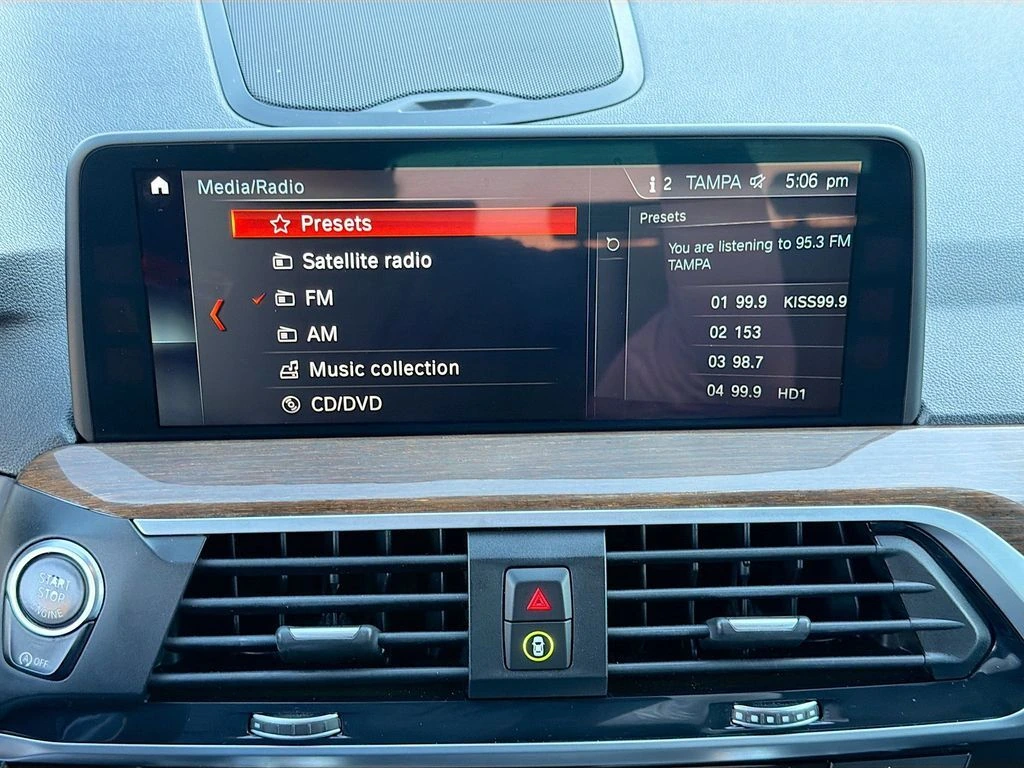 Media/Radio
2 TAMPA 5:06 pm
Presets
Satellite radio
FM
AM
Music collection
CD/DVD
Presets
You are listening to 95.3 FM
TAMPA
01 99.9 KISS99.9
02 153
03 98.7
04 99.9 HD1
START
STOP
ENGINE
OFF